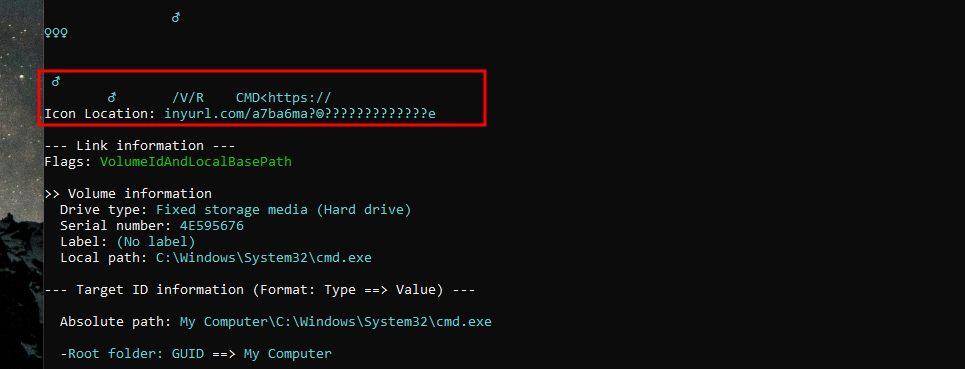 ♂
♀♀♀
♂
♂ /V/R CMD<https://
Icon Location: inyurl.com/a7ba6ma?☻?????????????e
--- Link information ---
Flags: VolumeIdAndLocalBasePath
>> Volume information
Drive type: Fixed storage media (Hard drive)
Serial number: 4E595676
Label: (No label)
Local path: C:\Windows\System32\cmd.exe
--- Target ID information (Format: Type ==> Value) ---
Absolute path: My Computer\C:\Windows\System32\cmd.exe
-Root folder: GUID ==> My Computer